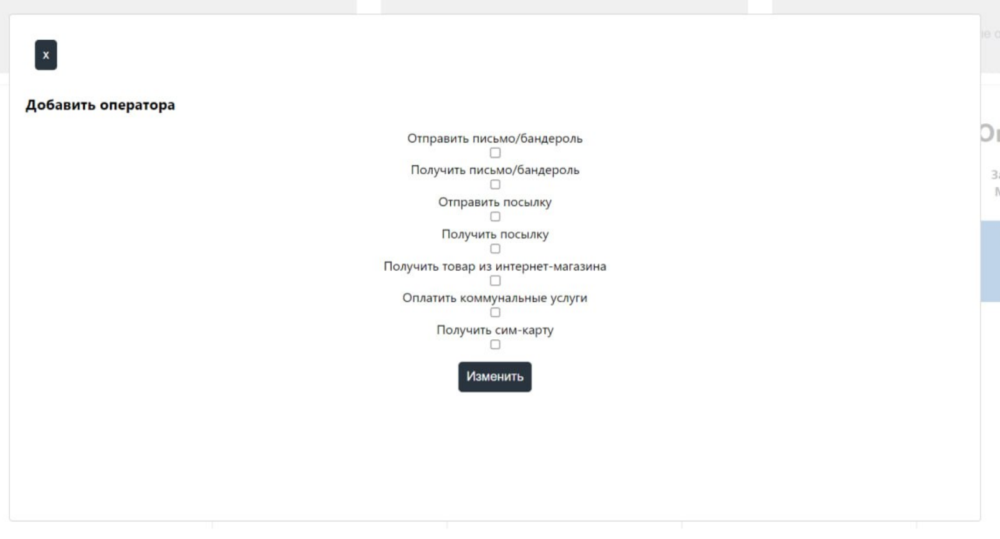 x
Добавить оператора
Отправить письмо/бандероль
Получить письмо/бандероль
Отправить посылку
Получить посылку
Получить товар из интернет-магазина
Оплатить коммунальные услуги
Получить сим-карту
Изменить